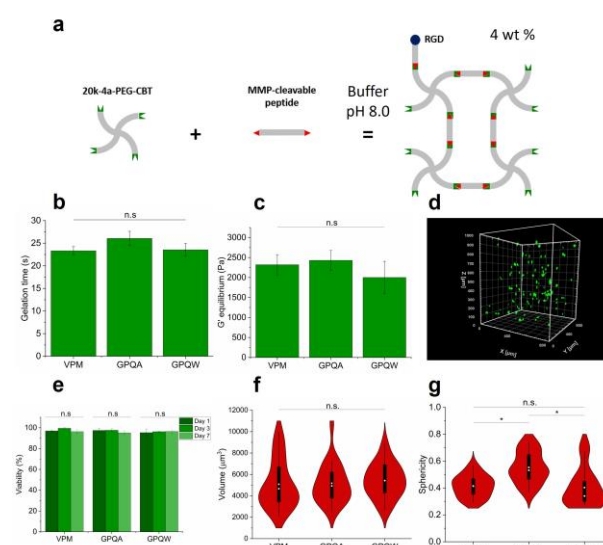 a
RGD
4 wt %
20k-4a-PEG-CBT
MMP-cleavable
peptide
Buffer
pH 8.0
+
=
b
n.s
Gelation time (s)
30
25
20
15
10
5
0
VPM
GPQA
GPQW
c
n.s
G' equilibrium (Pa)
3000
2500
2000
1500
1000
500
0
VPM
GPQA
GPQW
d
X [µm]
Y [µm]
e
n.s
n.s
n.s
Day 1
Day 3
Day 7
Viability (%)
100
80
60
40
20
0
VPM
GPQA
GPQW
f
n.s.
Volume (µm³)
12000
10000
8000
6000
4000
2000
0
g
n.s.
*
*
Sphericity
1.0
0.8
0.6
0.4
0.2
0.0